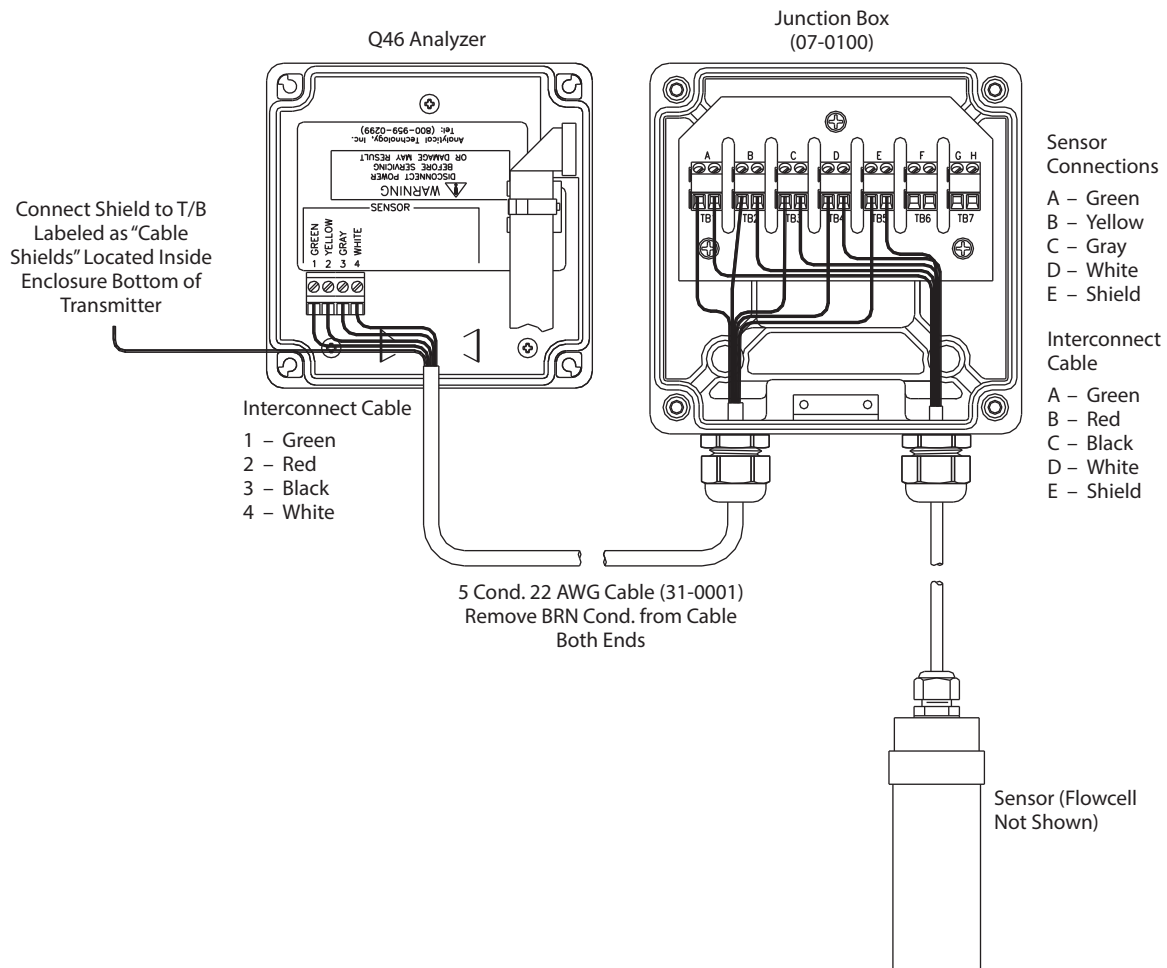 Q46 Analyzer
Junction Box
(07-0100)
Connect Shield to T/B
Labeled as “Cable
Shields” Located Inside
Enclosure Bottom of
Transmitter
Analytical Technology, Inc.
Tel: (800-959-0299)
WARNING
DISCONNECT POWER
BEFORE SERVICING
OR DAMAGE MAY RESULT
SENSOR
GREEN
YELLOW
GRAY
WHITE
1 2 3 4
A B C D E F G H
TB TB2 TB3 TB4 TB5 TB6 TB7
Sensor
Connections
A – Green
B – Yellow
C – Gray
D – White
E – Shield
Interconnect
Cable
A – Green
B – Red
C – Black
D – White
E – Shield
Interconnect Cable
1 – Green
2 – Red
3 – Black
4 – White
5 Cond. 22 AWG Cable (31-0001)
Remove BRN Cond. from Cable
Both Ends
Sensor (Flowcell
Not Shown)